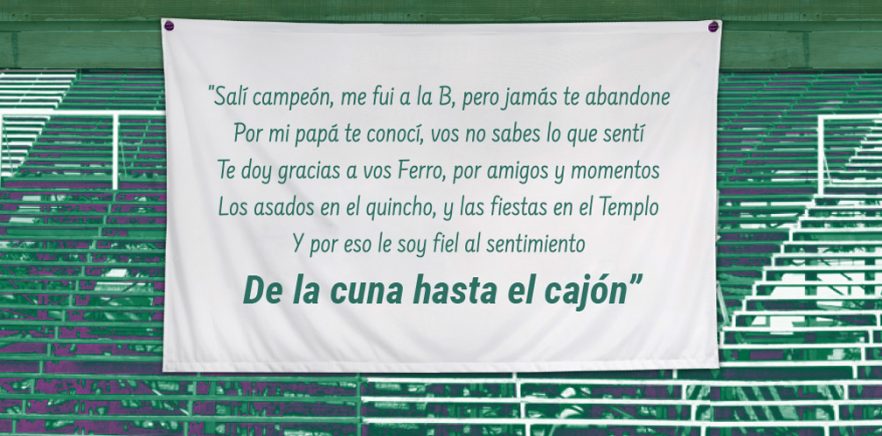 "Salí campeón, me fui a la B, pero jamás te abandone
Por mi papá te conocí, vos no sabes lo que sentí
Te doy gracias a vos Ferro, por amigos y momentos
Los asados en el quincho, y las fiestas en el Templo
Y por eso le soy fiel al sentimiento
De la cuna hasta el cajón”